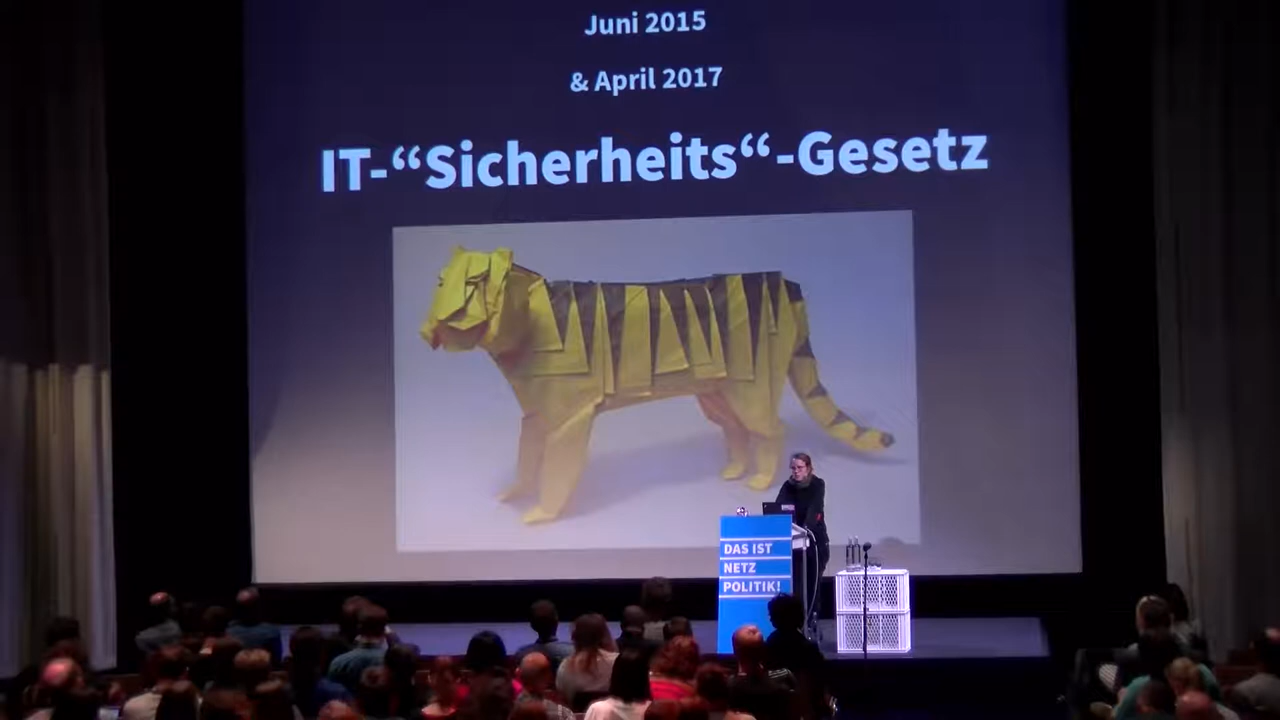 Juni 2015
& April 2017
IT-“Sicherheits“-Gesetz
DAS IST
NETZ
POLITIK!